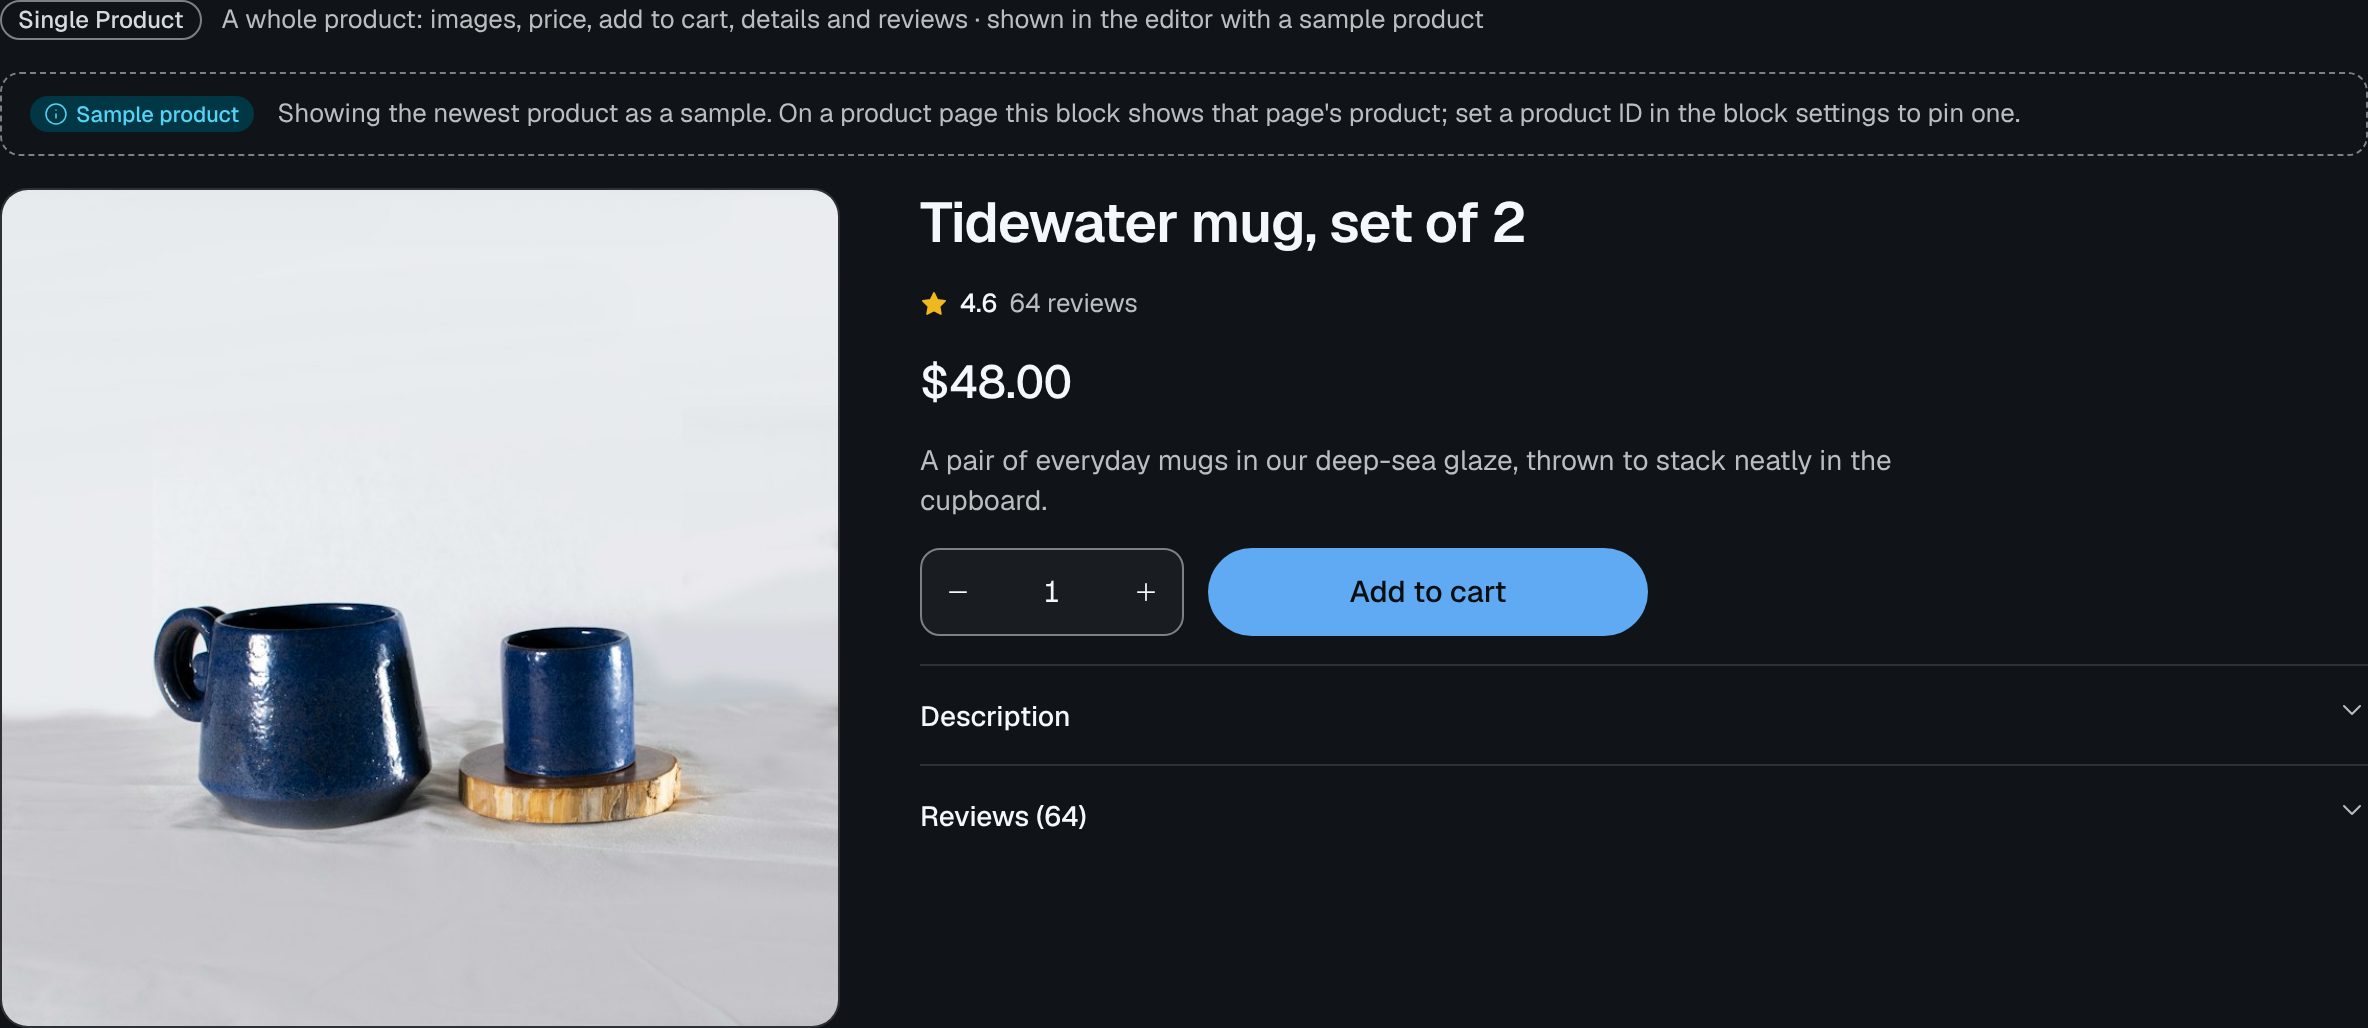 Single Product A whole product: images, price, add to cart, details and reviews · shown in the editor with a sample product
Sample product Showing the newest product as a sample. On a product page this block shows that page's product; set a product ID in the block settings to pin one.
Tidewater mug, set of 2
4.6 64 reviews
$48.00
A pair of everyday mugs in our deep-sea glaze, thrown to stack neatly in the
cupboard.
1 Add to cart
Description
Reviews (64)